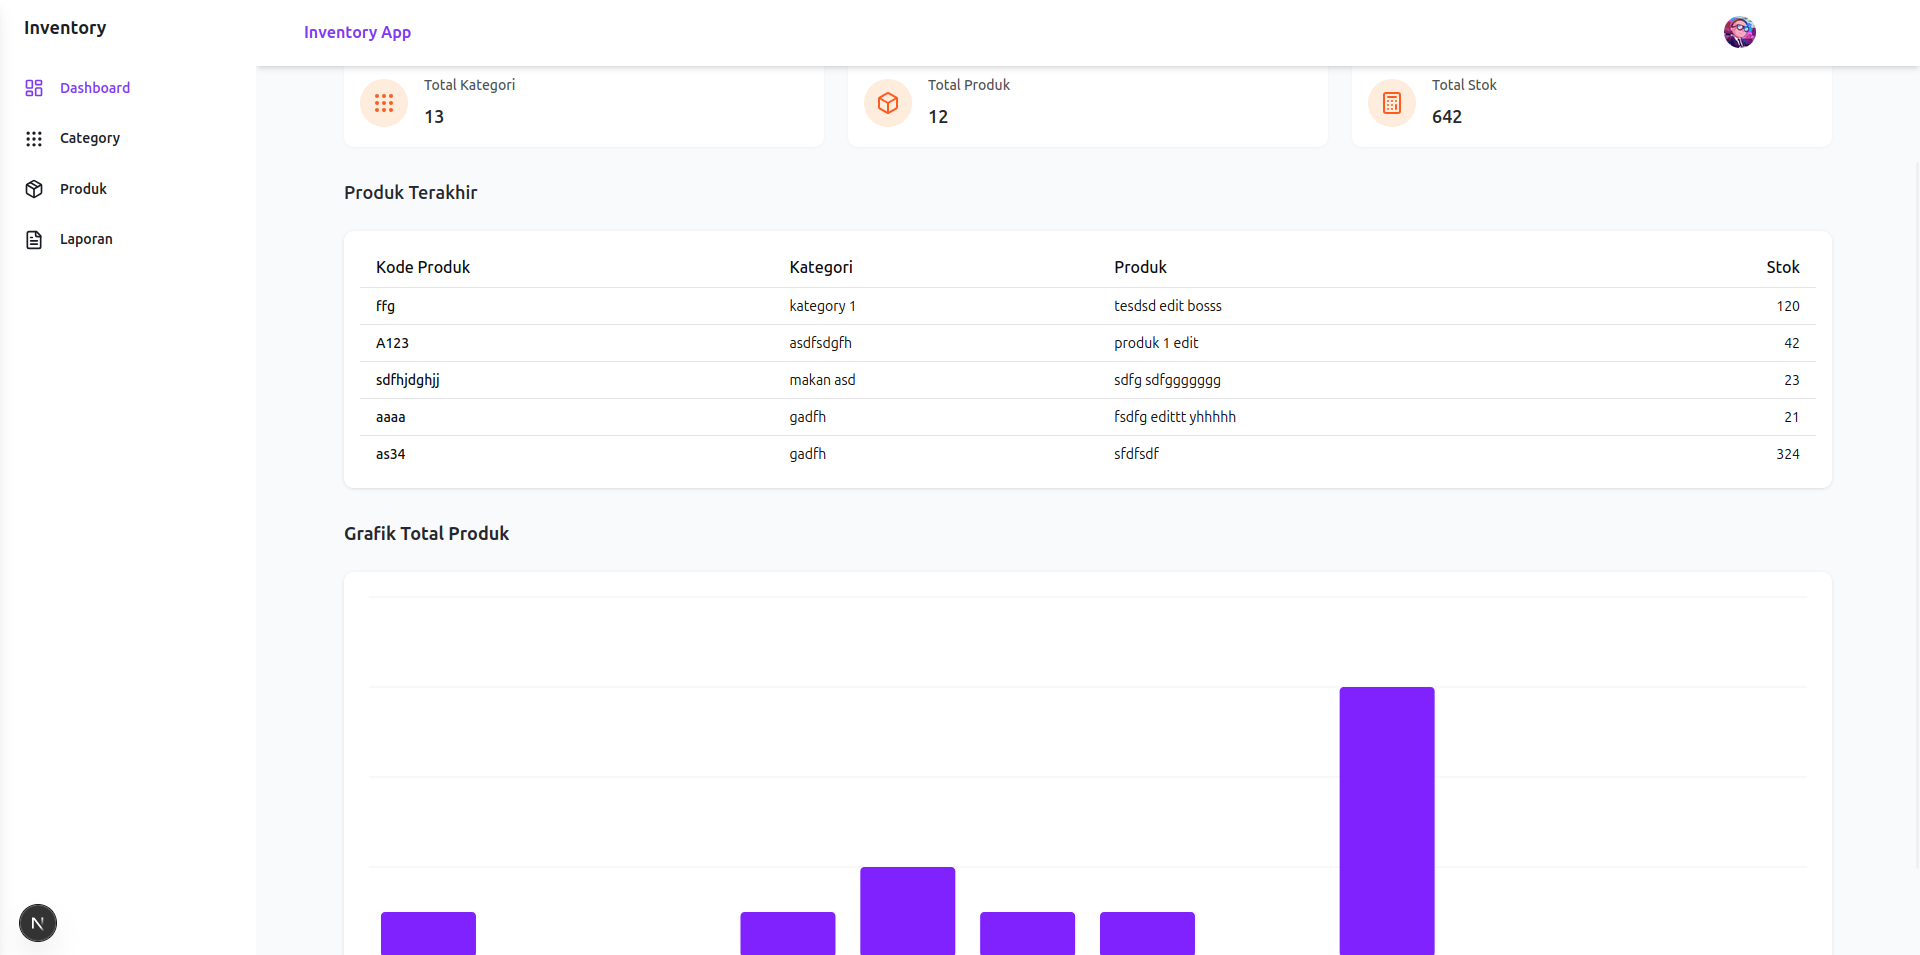 Inventory
Inventory App
Dashboard
Category
Produk
Laporan
Total Kategori
13
Total Produk
12
Total Stok
642
Produk Terakhir
Kode Produk Kategori Produk Stok
ffg kategory 1 tesdsd edit bosss 120
A123 asdfsdgfh produk 1 edit 42
sdfhjdghjj makan asd sdfg sdfggggggg 23
aaaa gadfh fsdfg edittt yhhhhh 21
as34 gadfh sfdfsdf 324
Grafik Total Produk
N